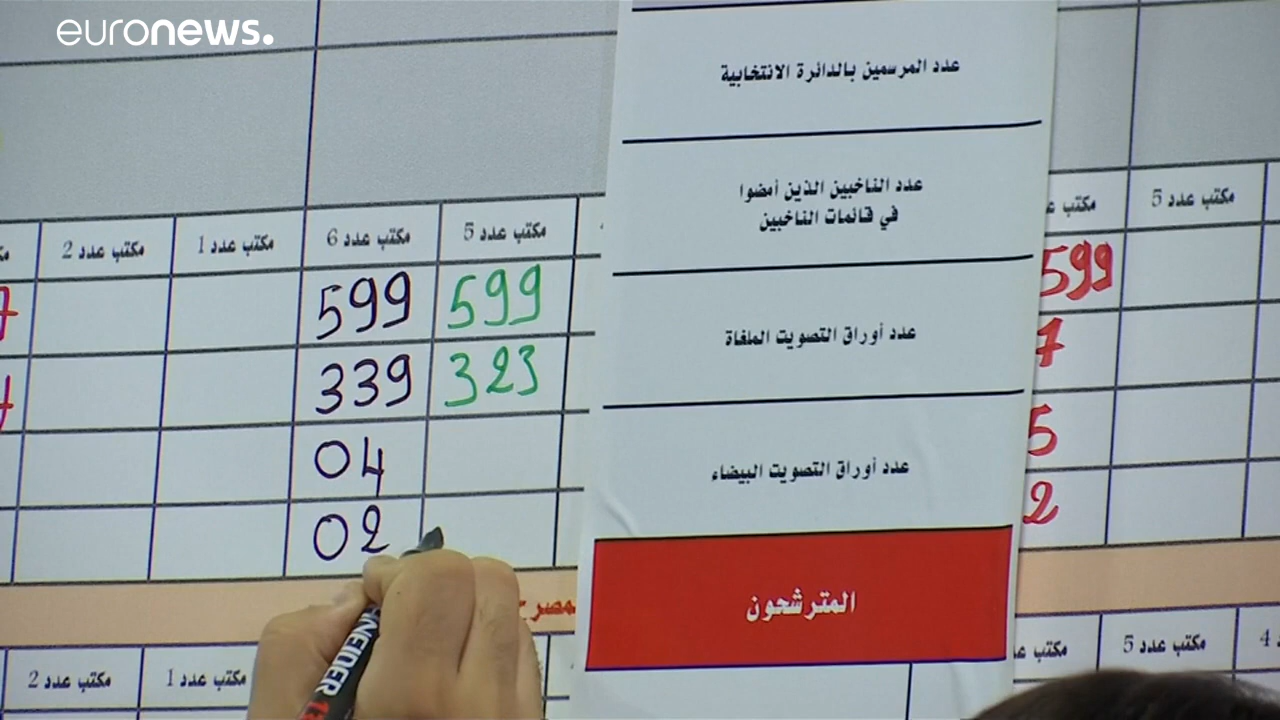 euronews.
عدد المرسمين بالدائرة الانتخابية
عدد الناخبين الذين أمضوا
في قائمات الناخبين
عدد أوراق التصويت الملغاة
عدد أوراق التصويت البيضاء
المترشحون
مكتب عدد 5
مكتب عدد 5
مكتب عدد 6
مكتب عدد 1
مكتب عدد 2
599
599
599
323
339
7
04
5
02
2
SCHNEIDER
مكتب عدد 5
مكتب عدد 1
مكتب عدد 2